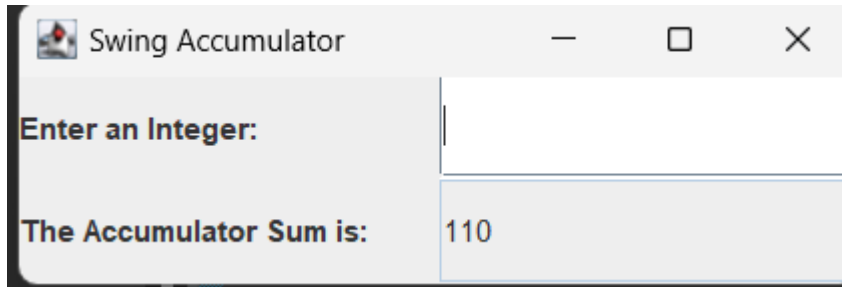 Swing Accumulator
Enter an Integer:
The Accumulator Sum is: 110